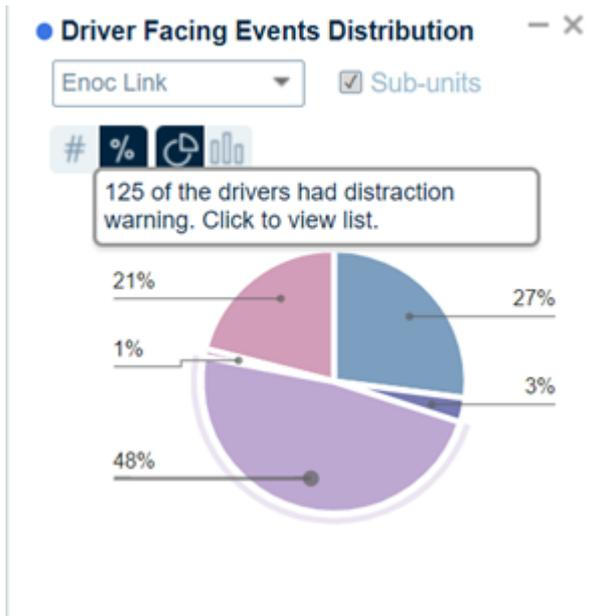 Driver Facing Events Distribution
Enoc Link
Sub-units
# %
125 of the drivers had distraction
warning. Click to view list.
21%
27%
1%
3%
48%